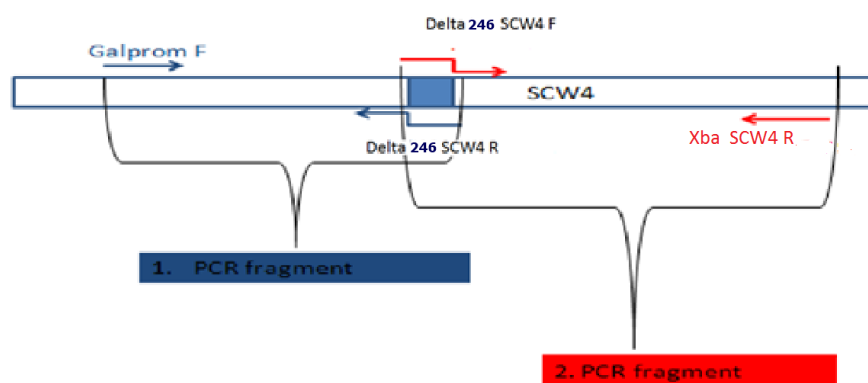 Delta 246 SCW4 F
Galprom F
SCW4
Delta 246 SCW4 R
Xba SCW4 R
1. PCR fragment
2. PCR fragment